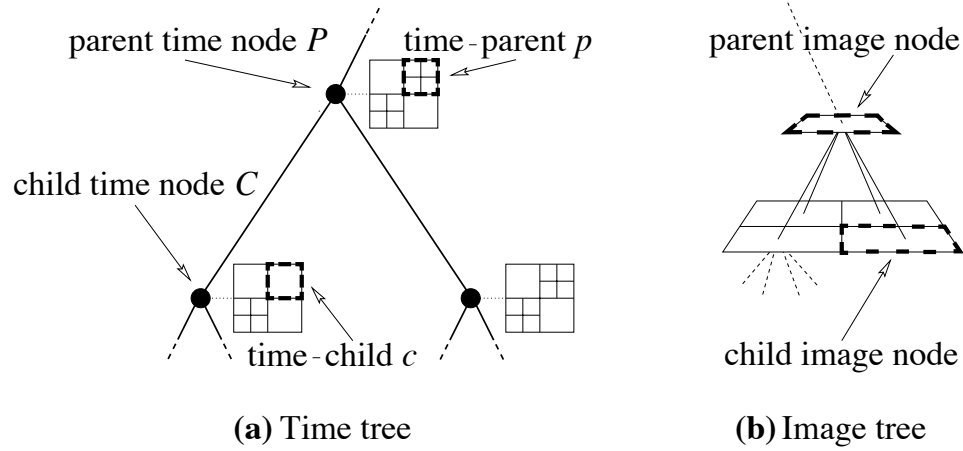 parent time node P
time-parent p
child time node C
time-child c
(a) Time tree
parent image node
child image node
(b) Image tree